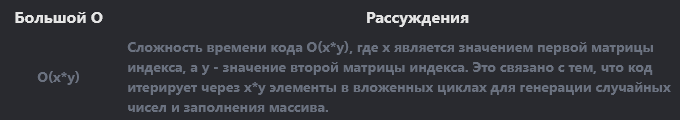 Большой О Рассуждения
Сложность времени кода O(x*y), где x является значением первой матрицы
индекса, а y - значение второй матрицы индекса. Это связано с тем, что код
O(x*y)
итерирует через x*y элементы в вложенных циклах для генерации случайных
чисел и заполнения массива.